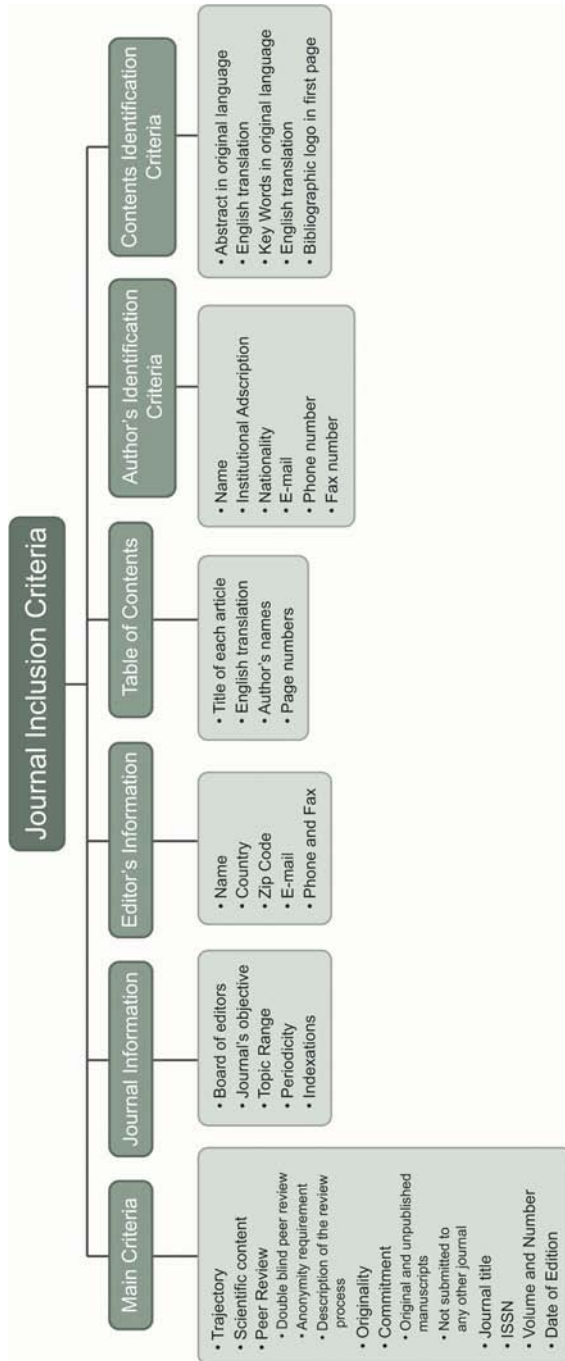 Journal Inclusion Criteria
Main Criteria
• Trajectory
• Scientific content
• Peer Review
• Double blind peer review
• Anonymity requirement
• Description of the review
process
• Originality
• Commitment
• Original and unpublished
manuscripts
• Not submitted to
any other journal
• Journal title
• ISSN
• Volume and Number
• Date of Edition
Journal Information
• Board of editors
• Journal's objective
• Topic Range
• Periodicity
• Indexations
Editor's Information
• Name
• Country
• Zip Code
• E-mail
• Phone and Fax
Table of Contents
• Title of each article
• English translation
• Author's names
• Page numbers
Author's Identification
Criteria
• Name
• Institutional Adscription
• Nationality
• E-mail
• Phone number
• Fax number
Contents Identification
Criteria
• Abstract in original language
• English translation
• Key Words in original language
• English translation
• Bibliographic logo in first page